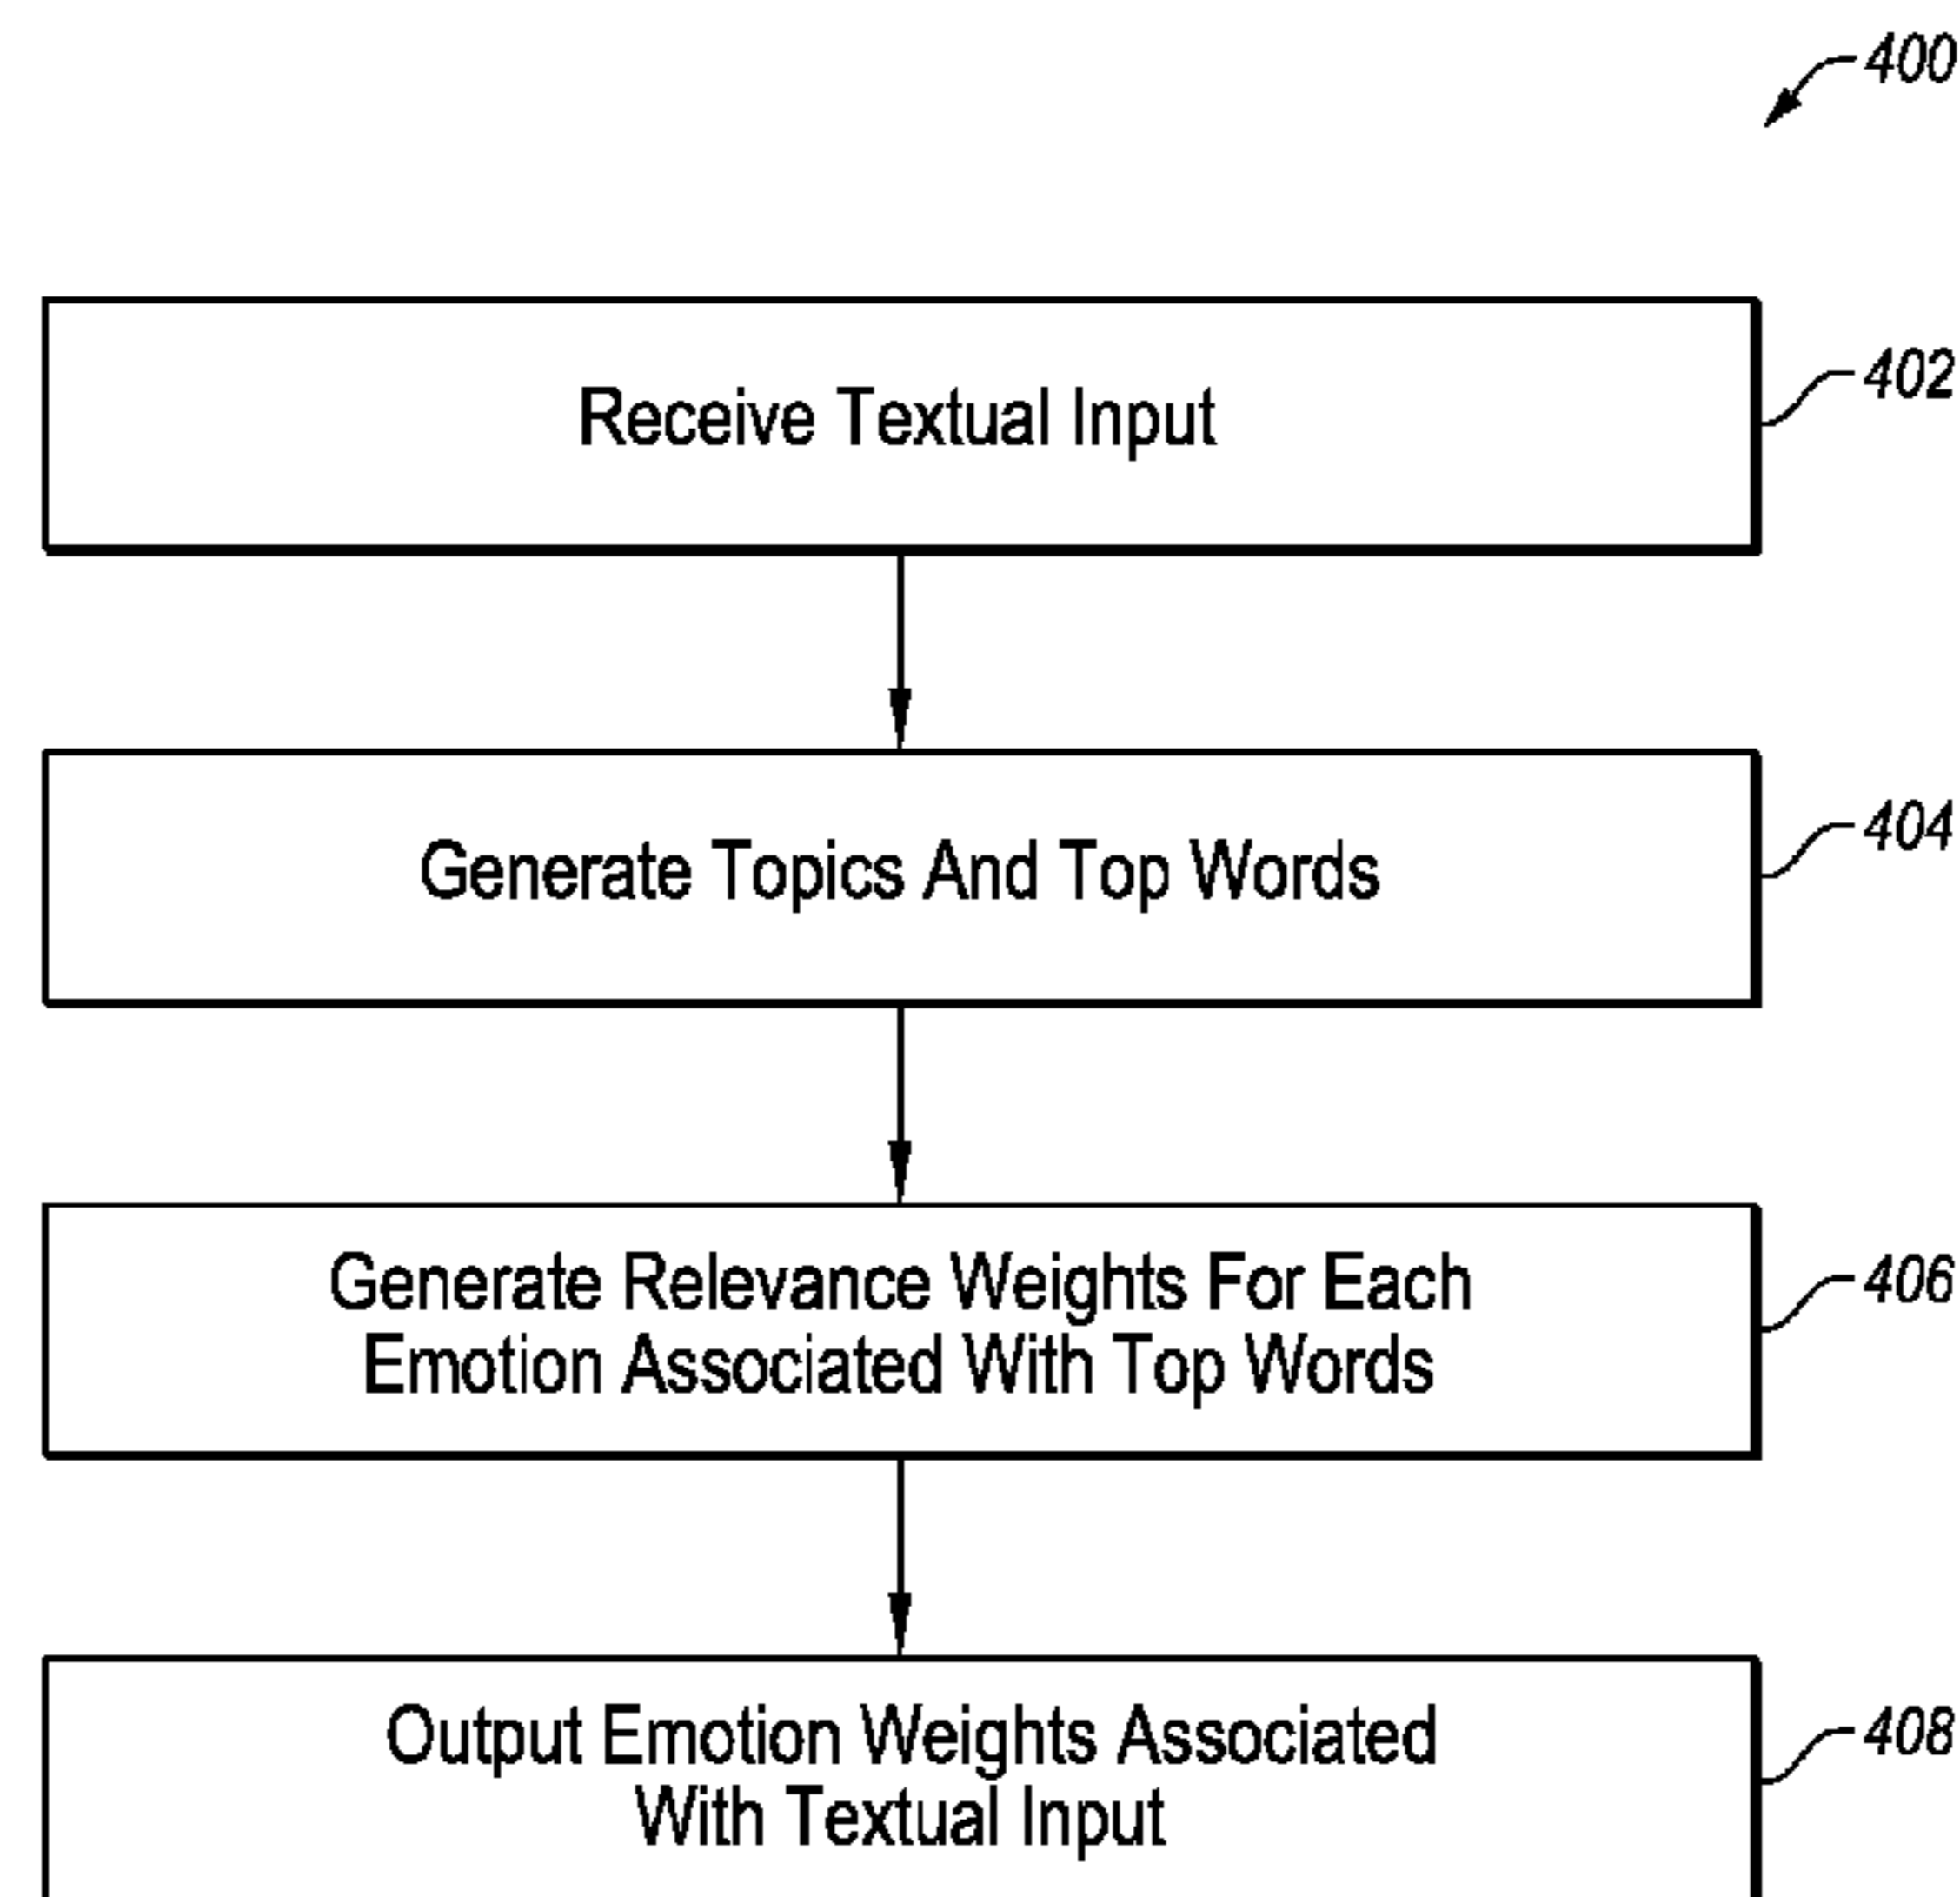 400
Receive Textual Input
402
Generate Topics And Top Words
404
Generate Relevance Weights For Each
Emotion Associated With Top Words
406
Output Emotion Weights Associated
With Textual Input
408